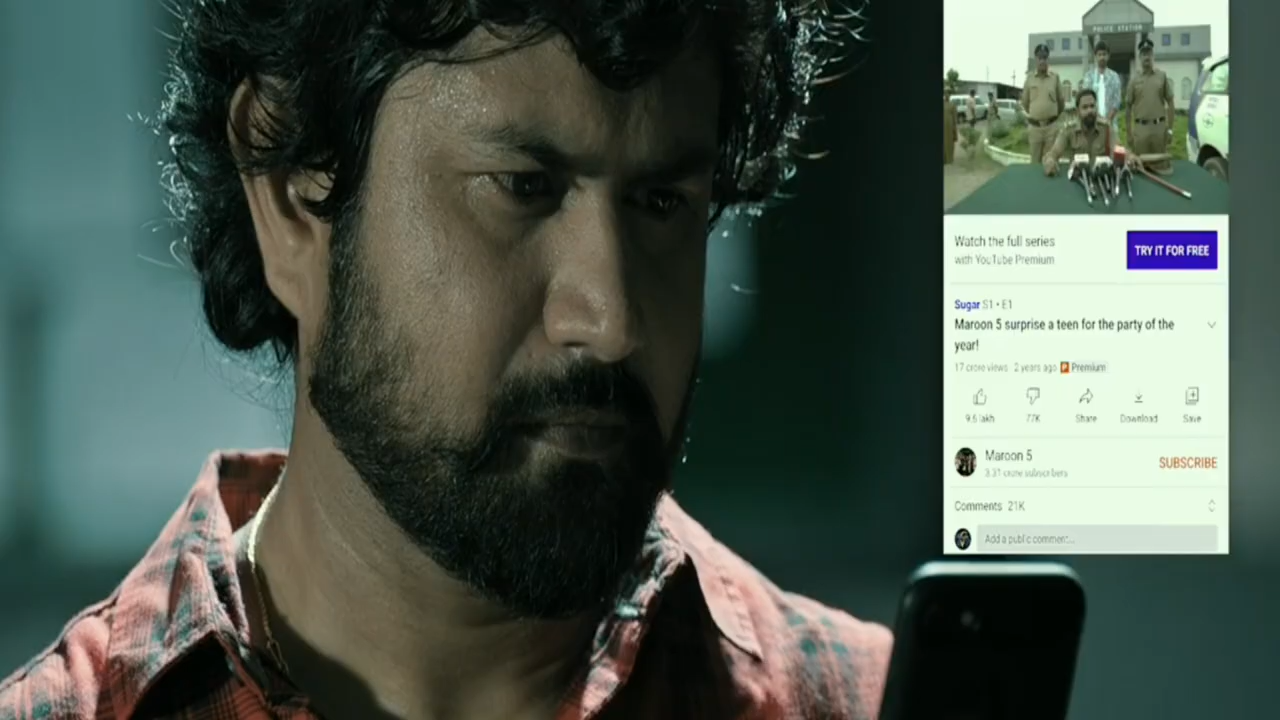 POLICE STATION
Watch the full series
with YouTube Premium
TRY IT FOR FREE
Sugar S1 • E1
Maroon 5 surprise a teen for the party of the
year!
17 crore views 2 years ago P Premium
9.6 lakh 77K Share Download Save
Maroon 5
3.31 crore subscribers
SUBSCRIBE
Comments 21K
Add a public comment...